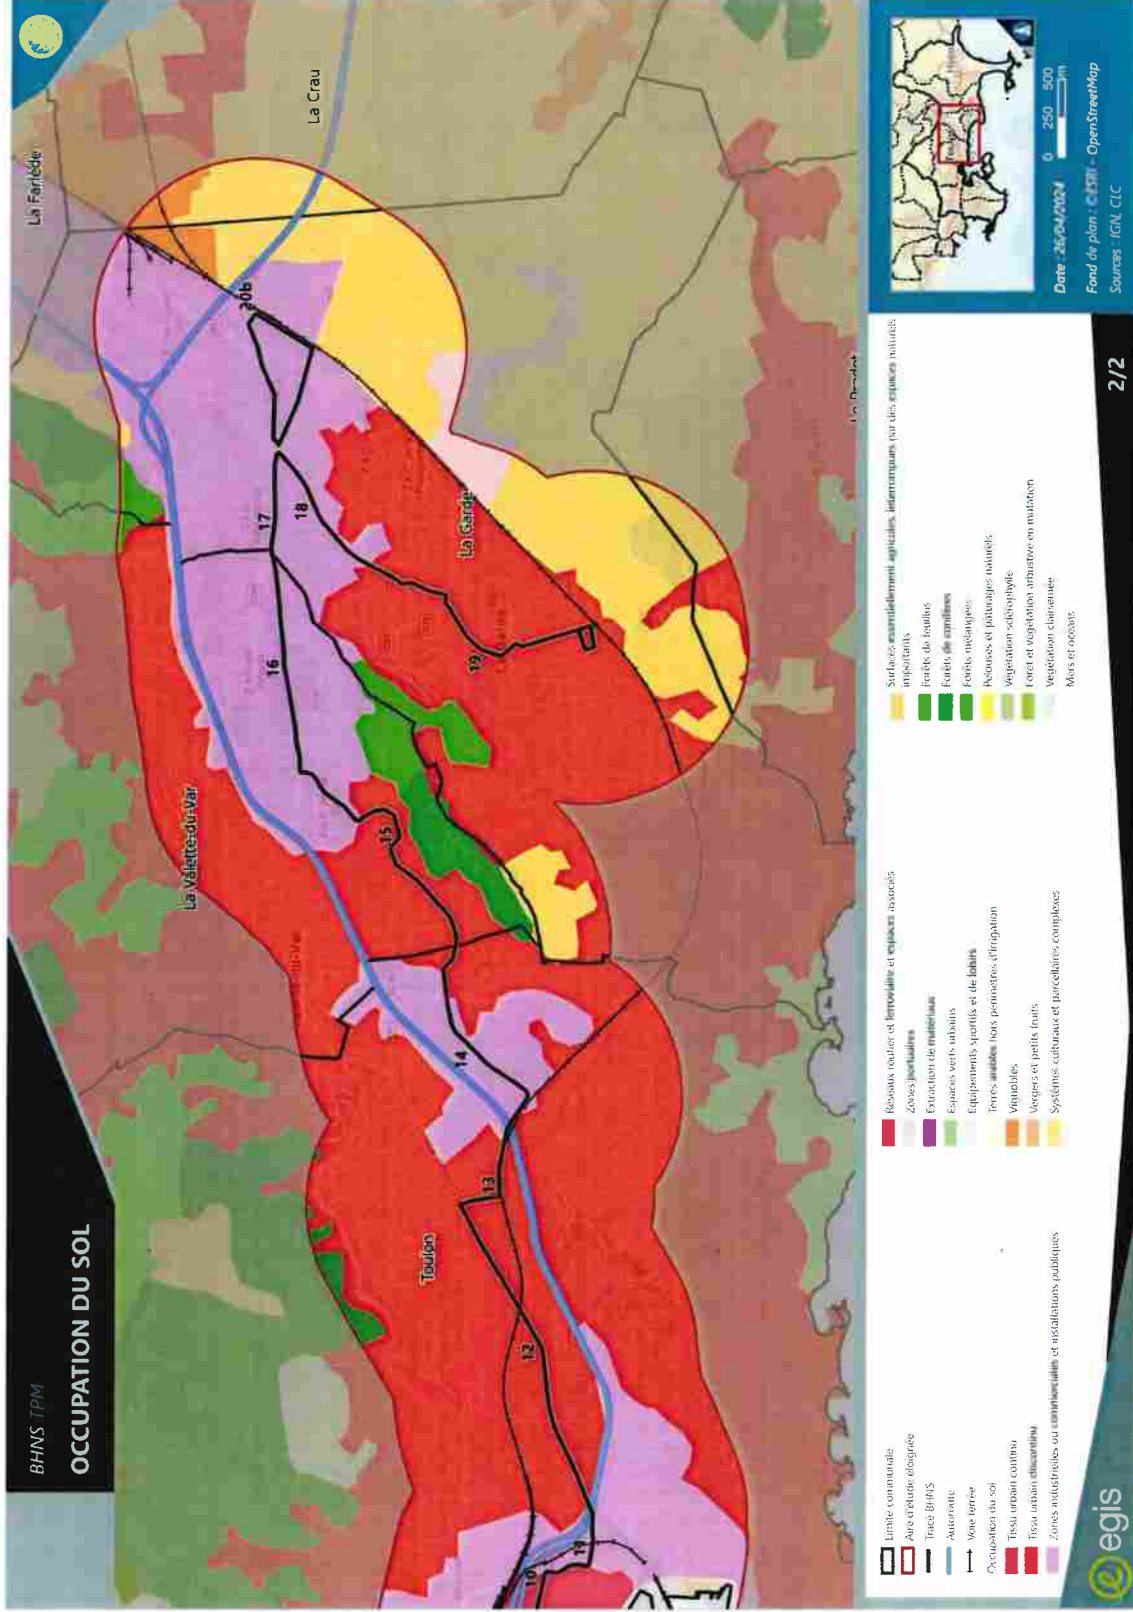 BHNS TPM
OCCUPATION DU SOL
La Farlède
La Crau
La Valette-du-Var
La Garde
Toulon
10
11
12
13
14
15
16
17
18
19
20b
Limite communale
Aire d'étude éloignée
Tracé BHNS
Autoroute
Voie ferrée
Occupation du sol
Tissu urbain continu
Tissu urbain discontinu
Zones industrielles ou commerciales et installations publiques
Réseaux routier et ferroviaire et espaces associés
Zones portuaires
Extraction de matériaux
Espaces verts urbains
Equipements sportifs et de loisirs
Terres arables hors périmètres d'irrigation
Vignobles
Vergers et petits fruits
Systèmes culturaux et parcellaires complexes
Surfaces essentiellement agricoles, interrompues par des espaces naturels
importants
Forêts de feuillus
Forêts de conifères
Forêts mélangées
Pelouses et pâturages naturels
Végétation sclérophylle
Forêt et végétation arbustive en mutation
Végétation clairsemée
Mers et océans
0 250 500
m
Date : 26/04/2024
Fond de plan : ©ESRI - OpenStreetMap
Sources : IGN, CLC
egis
2/2